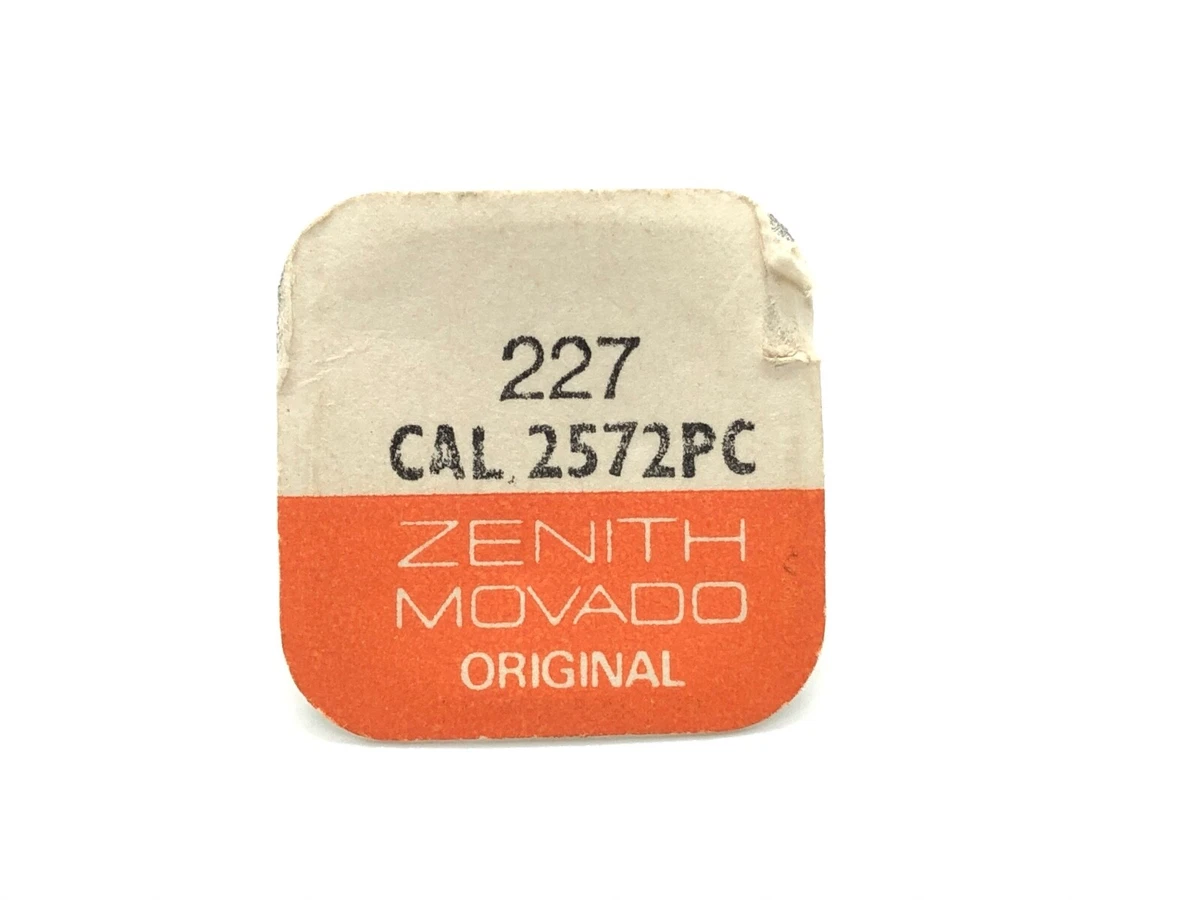 227
CAL. 2572PC
ZENITH
MOVADO
ORIGINAL